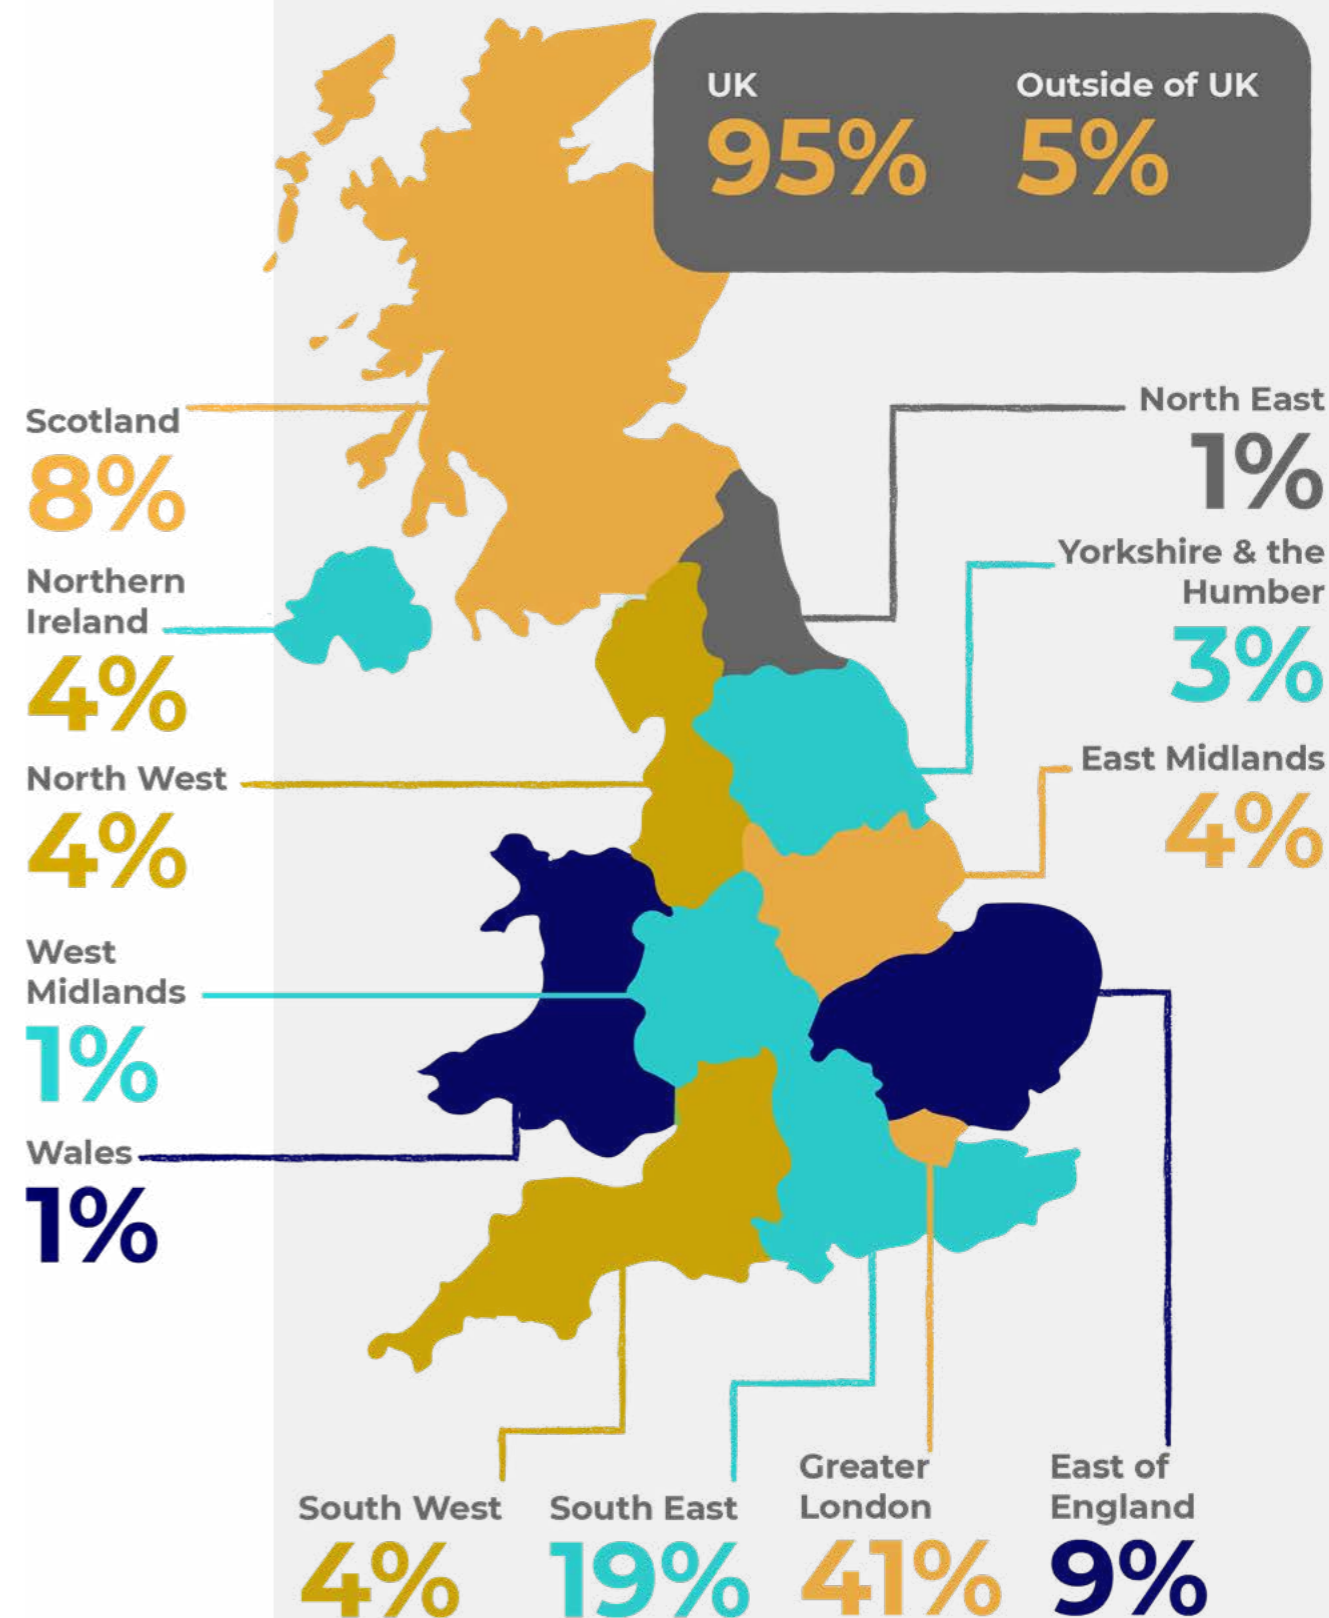 UK
95%
Outside of UK
5%
Scotland
8%
Northern
Ireland
4%
North West
4%
West
Midlands
1%
Wales
1%
North East
1%
Yorkshire & the
Humber
3%
East Midlands
4%
South West
4%
South East
19%
Greater
London
41%
East of
England
9%